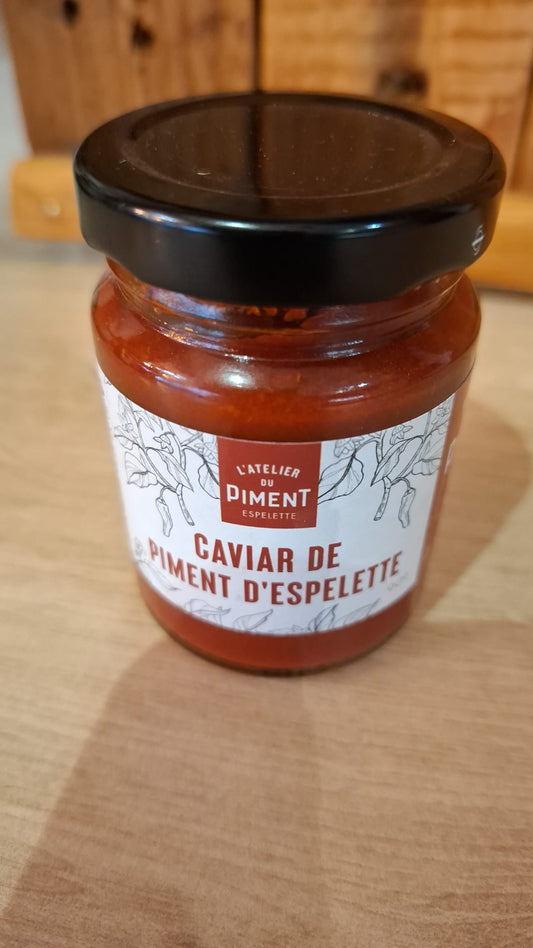 L'ATELIER
DU
PIMENT
ESPELETTE
CAVIAR DE
PIMENT D'ESPELETTE